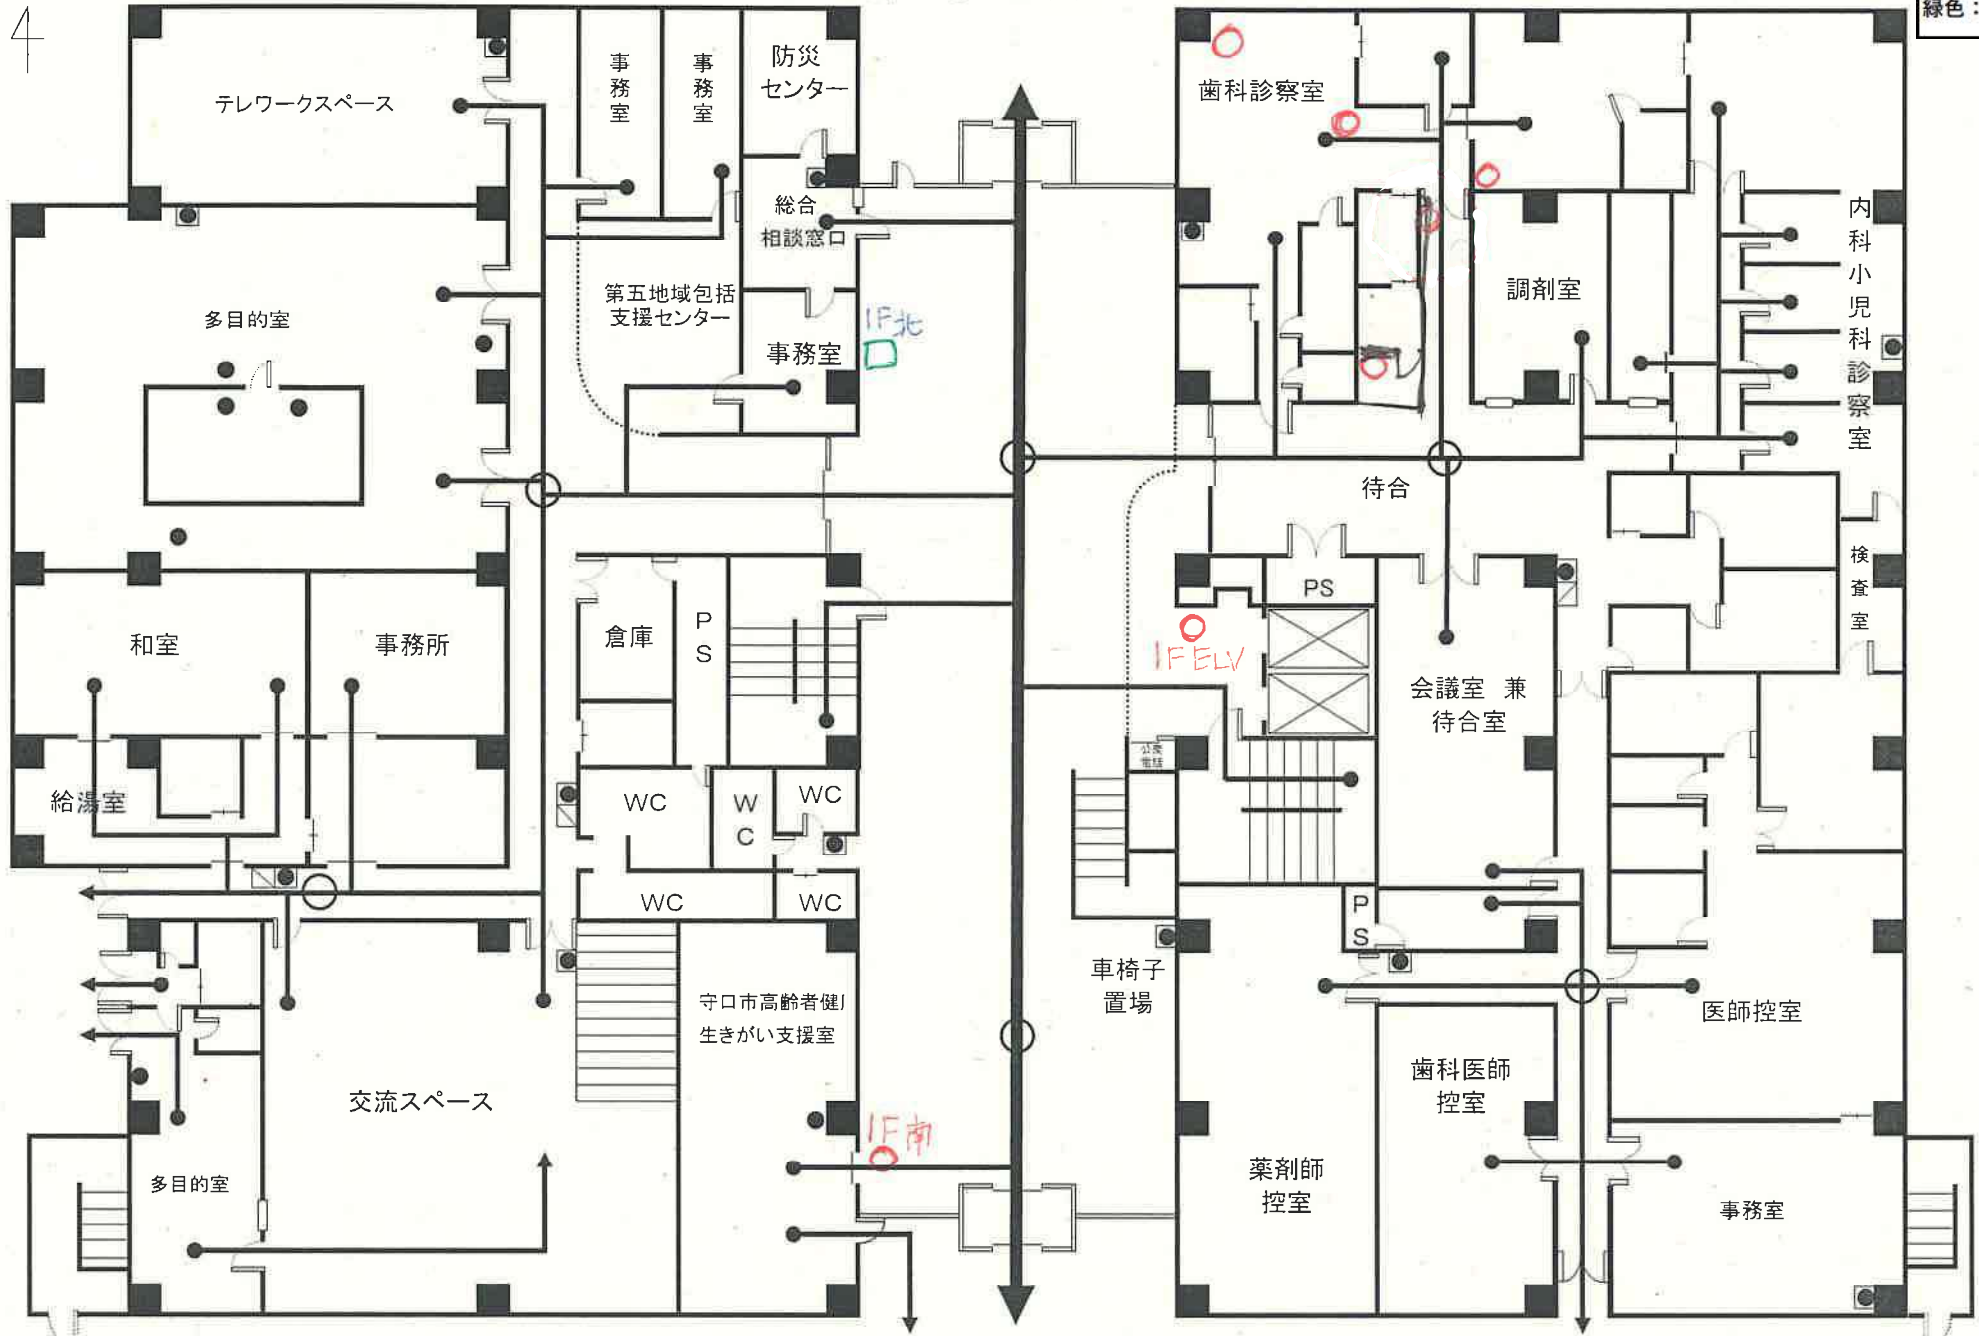 緑色：
テレワークスペース
事務室
事務室
防災
センター
総合
相談窓口
第五地域包括
支援センター
事務室
1F北
多目的室
和室
事務所
給湯室
倉庫
PS
WC
WC
WC
WC
WC
交流スペース
多目的室
守口市高齢者健
生きがい支援室
1F南
歯科診察室
調剤室
内科小児科診察室
待合
PS
1F ELV
検査室
会議室 兼
待合室
公衆
電話
PS
車椅子
置場
医師控室
歯科医師
控室
薬剤師
控室
事務室